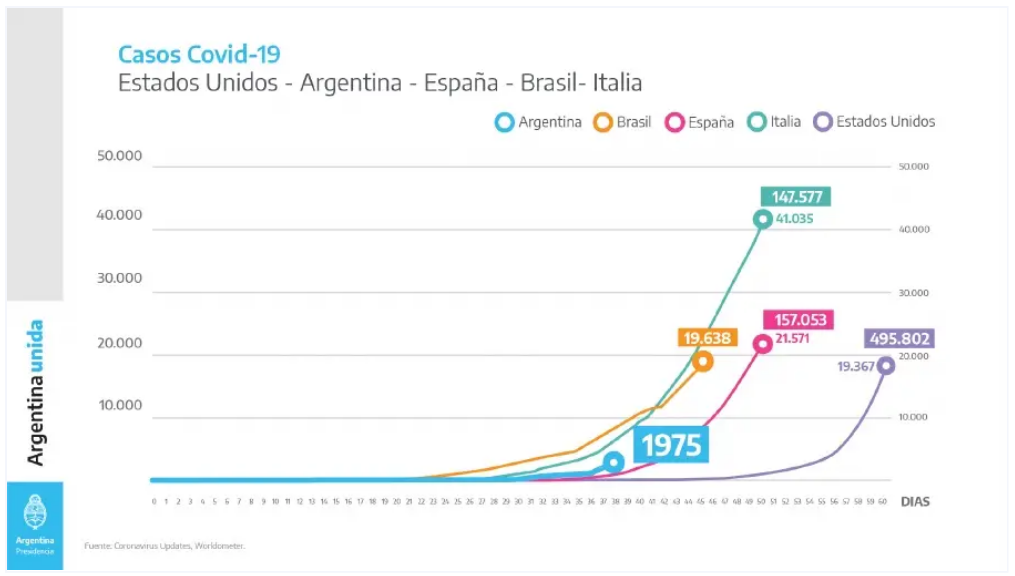 Casos Covid-19
Estados Unidos - Argentina - España - Brasil- Italia
Argentina Brasil España Italia Estados Unidos
50.000 50.000
147.577
41.035
40.000 40.000
30.000 30.000
157.053
21.571
19.638
495.802
20.000 20.000
19.367
10.000 10.000
1975
0 1 2 3 4 5 6 7 8 9 10 11 12 13 14 15 16 17 18 19 20 21 22 23 24 25 26 27 28 29 30 31 32 33 34 35 36 37 38 39 40 41 42 43 44 45 46 47 48 49 50 51 52 53 54 55 56 57 58 59 60 DIAS
Argentina unida
Argentina
Presidencia
Fuente: Coronavirus Updates, Worldometer.